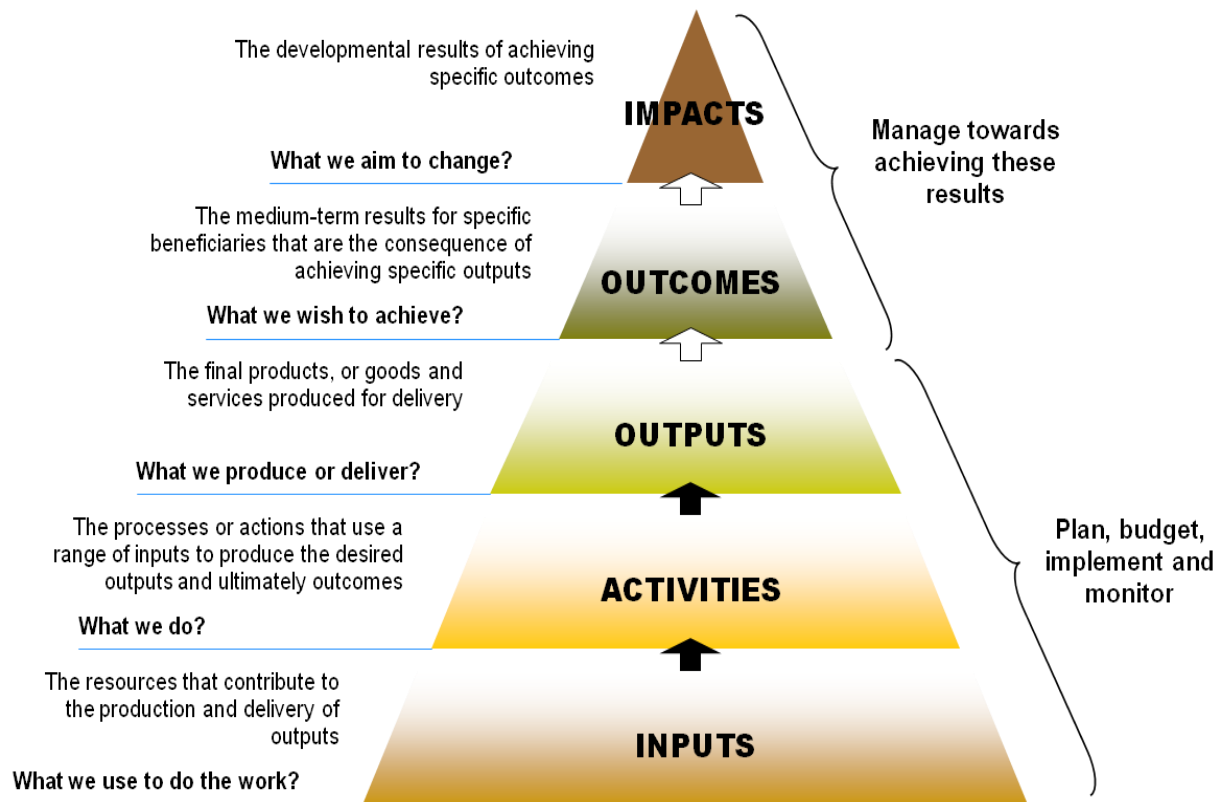 The developmental results of achieving
specific outcomes
IMPACTS
What we aim to change?
Manage towards
achieving these
results
The medium-term results for specific
beneficiaries that are the consequence of
achieving specific outputs
OUTCOMES
What we wish to achieve?
The final products, or goods and
services produced for delivery
OUTPUTS
What we produce or deliver?
The processes or actions that use a
range of inputs to produce the desired
outputs and ultimately outcomes
ACTIVITIES
Plan, budget,
implement and
monitor
What we do?
The resources that contribute to
the production and delivery of
outputs
INPUTS
What we use to do the work?